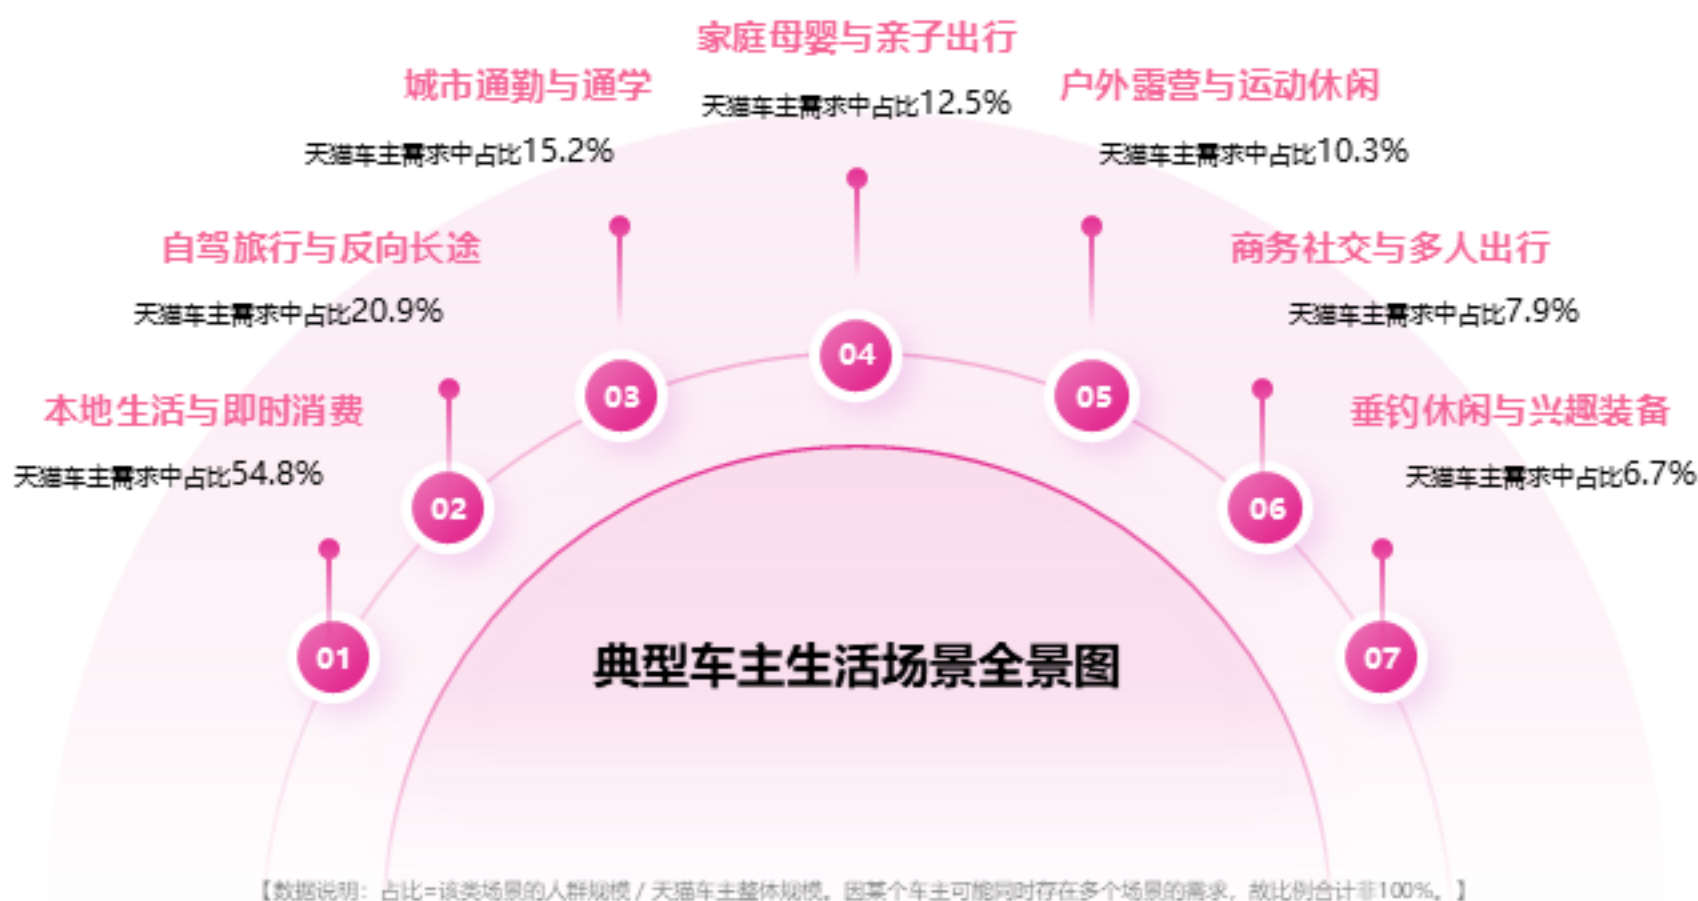 家庭母婴与亲子出行
天猫车主需求中占比12.5%
城市通勤与通学
天猫车主需求中占比15.2%
户外露营与运动休闲
天猫车主需求中占比10.3%
自驾旅行与反向长途
天猫车主需求中占比20.9%
商务社交与多人出行
天猫车主需求中占比7.9%
本地生活与即时消费
天猫车主需求中占比54.8%
垂钓休闲与兴趣装备
天猫车主需求中占比6.7%
04
03
05
02
06
01
07
典型车主生活场景全景图
【数据说明：占比=该类场景的人群规模 / 天猫车主整体规模。因某个车主可能同时存在多个场景的需求，故比例合计非100%。】